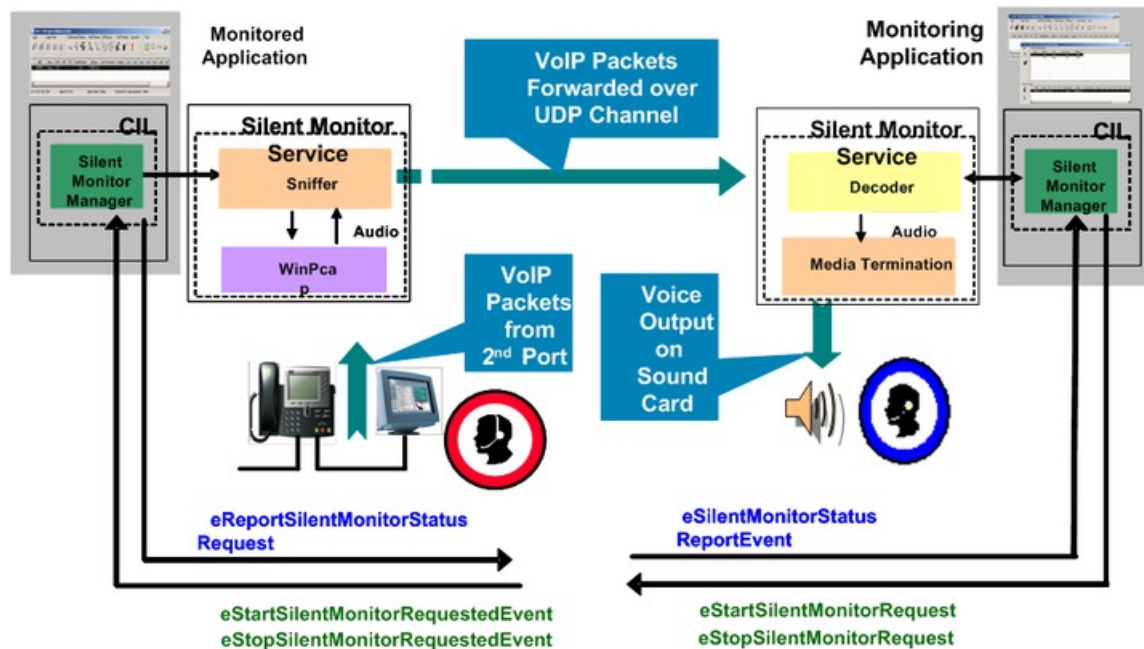 Monitored
Application
Monitoring
Application
VoIP Packets
Forwarded over
UDP Channel
CIL
Silent
Monitor
Manager
Silent Monitor
Service
Sniffer
Audio
WinPca
p
Silent Monitor
Service
Decoder
Audio
Media Termination
CIL
Silent
Monitor
Manager
VoIP
Packets
from
2nd Port
Voice
Output
on
Sound
Card
eReportSilentMonitorStatus
Request
eSilentMonitorStatus
ReportEvent
eStartSilentMonitorRequestedEvent
eStopSilentMonitorRequestedEvent
eStartSilentMonitorRequest
eStopSilentMonitorRequest